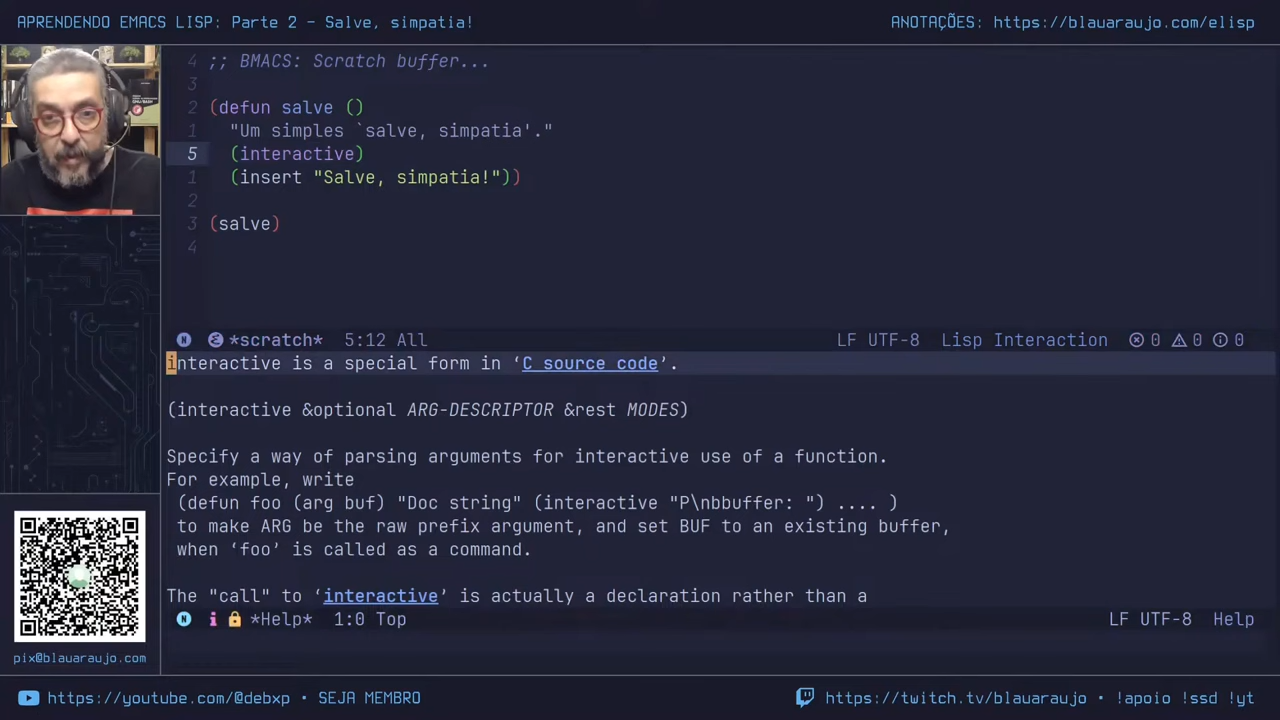 APRENDENDO EMACS LISP: Parte 2 - Salve, simpatia!
ANOTAÇÕES: https://blauaraujo.com/elisp
4 ;; BMACS: Scratch buffer...
3
2 (defun salve ()
1 "Um simples `salve, simpatia'."
5 (interactive)
1 (insert "Salve, simpatia!"))
2
3 (salve)
4
N *scratch* 5:12 All LF UTF-8 Lisp Interaction 0 0 0
interactive is a special form in ‘C source code’.
(interactive &optional ARG-DESCRIPTOR &rest MODES)
Specify a way of parsing arguments for interactive use of a function.
For example, write
(defun foo (arg buf) "Doc string" (interactive "P\nbbuffer: ") .... )
to make ARG be the raw prefix argument, and set BUF to an existing buffer,
when ‘foo’ is called as a command.
The "call" to ‘interactive’ is actually a declaration rather than a
N *Help* 1:0 Top LF UTF-8 Help
pix@blauaraujo.com
https://youtube.com/@debxp • SEJA MEMBRO
https://twitch.tv/blauaraujo • !apoio !ssd !yt